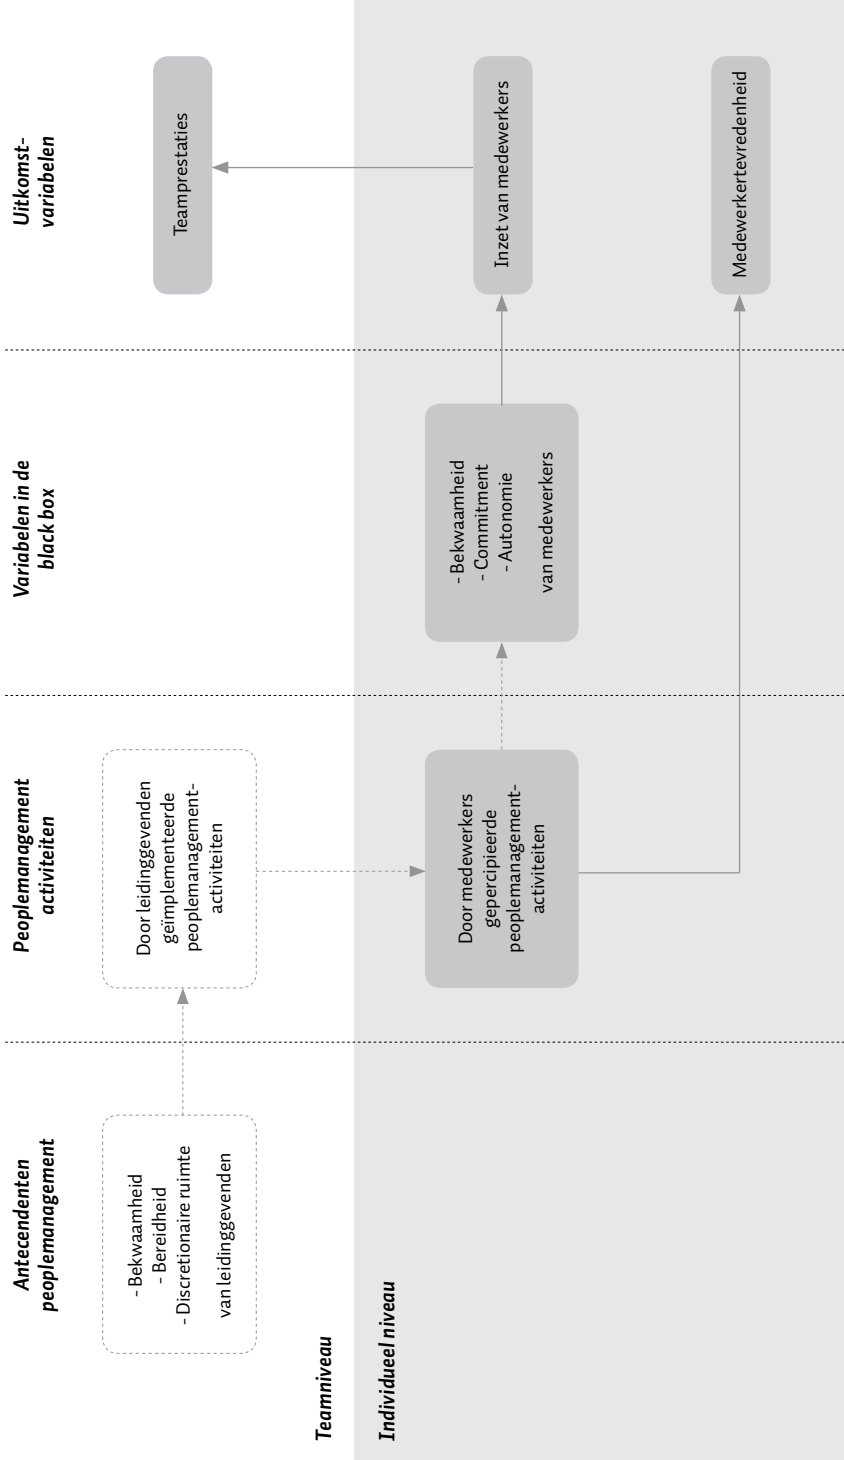 Antecendenten
peoplemanagement
Peoplemanagement
activiteiten
Variabelen in de
black box
Uitkomst-
variabelen
- Bekwaamheid
- Bereidheid
- Discretionaire ruimte
van leidinggevenden
Door leidinggevenden
geïmplementeerde
peoplemanagement-
activiteiten
Teamprestaties
Teamniveau
Individueel niveau
Door medewerkers
gepercipieerde
peoplemanagement-
activiteiten
- Bekwaamheid
- Commitment
- Autonomie
van medewerkers
Inzet van medewerkers
Medewerkertevredenheid